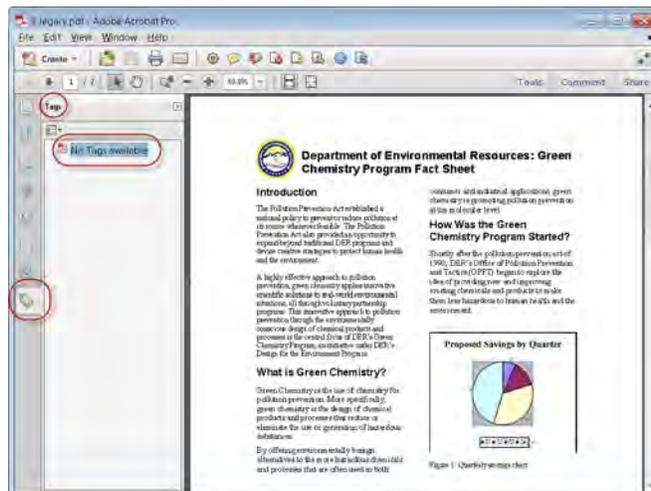 legacy.pdf - Adobe Acrobat Pro
File Edit View Window Help
Create
1 / 1
Tools Comment Share
Tags
No Tags available
Department of Environmental Resources: Green
Chemistry Program Fact Sheet
Introduction
The Pollution Prevention Act established a
national policy to prevent or reduce pollution at
its source whenever feasible. The Pollution
Prevention Act also provided an opportunity to
expand beyond traditional DER programs and
devise creative strategies to protect human health
and the environment.
A highly effective approach to pollution
prevention, green chemistry applies innovative
scientific solutions to real-world environmental
situations, all through voluntary partnership
programs. This innovative approach to pollution
prevention through the environmentally
conscious design of chemical products and
processes is the central focus of DER's Green
Chemistry Program, an initiative under DER's
Design for the Environment Program
What is Green Chemistry?
Green Chemistry is the use of chemistry for
pollution prevention. More specifically,
green chemistry is the design of chemical
products and processes that reduce or
eliminate the use or generation of hazardous
substances.
By offering environmentally benign
alternatives to the more hazardous chemicals
and processes that are often used in both
consumer and industrial applications, green
chemistry is promoting pollution prevention
at the molecular level.
How Was the Green
Chemistry Program Started?
Shortly after the pollution prevention act of
1990, DER's Office of Pollution Prevention
and Tactics (OPPT) began to explore the
idea of providing new and improving
existing chemicals and products to make
them less hazardous to human health and the
environment.
Proposed Savings by Quarter
Figure 1: Quarterly savings chart